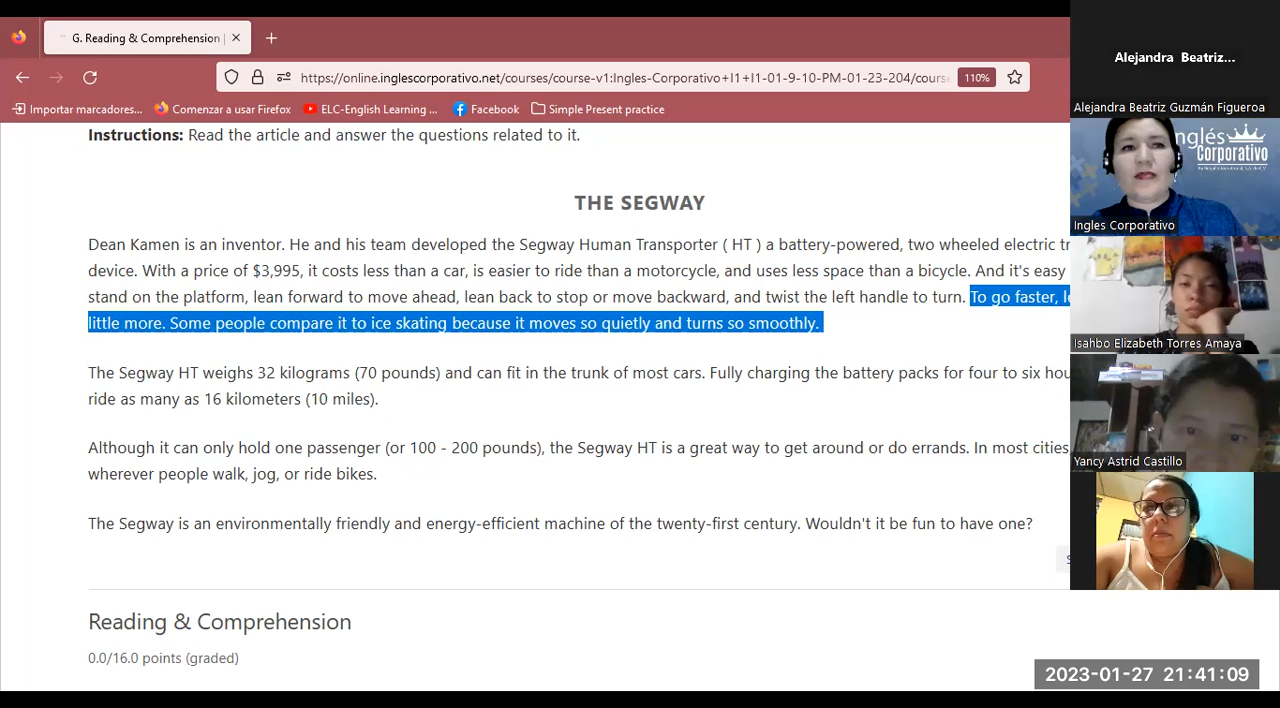 G. Reading & Comprehension |
https://online.inglescorporativo.net/courses/course-v1:Ingles-Corporativo+I1+I1-01-9-10-PM-01-23-204/cours
110%
Importar marcadores...
Comenzar a usar Firefox
ELC-English Learning ...
Facebook
Simple Present practice
Instructions: Read the article and answer the questions related to it.
THE SEGWAY
Dean Kamen is an inventor. He and his team developed the Segway Human Transporter ( HT ) a battery-powered, two wheeled electric
device. With a price of $3,995, it costs less than a car, is easier to ride than a motorcycle, and uses less space than a bicycle. And it's easy
stand on the platform, lean forward to move ahead, lean back to stop or move backward, and twist the left handle to turn. To go faster,
little more. Some people compare it to ice skating because it moves so quietly and turns so smoothly.
The Segway HT weighs 32 kilograms (70 pounds) and can fit in the trunk of most cars. Fully charging the battery packs for four to six
ride as many as 16 kilometers (10 miles).
Although it can only hold one passenger (or 100 - 200 pounds), the Segway HT is a great way to get around or do errands. In most cities
wherever people walk, jog, or ride bikes.
The Segway is an environmentally friendly and energy-efficient machine of the twenty-first century. Wouldn't it be fun to have one?
Reading & Comprehension
0.0/16.0 points (graded)
Alejandra Beatriz...
Alejandra Beatriz Guzmán Figueroa
Inglés
Corporativo
Ingles Corporativo
Isahbo Elizabeth Torres Amaya
Yancy Astrid Castillo
2023-01-27 21:41:09